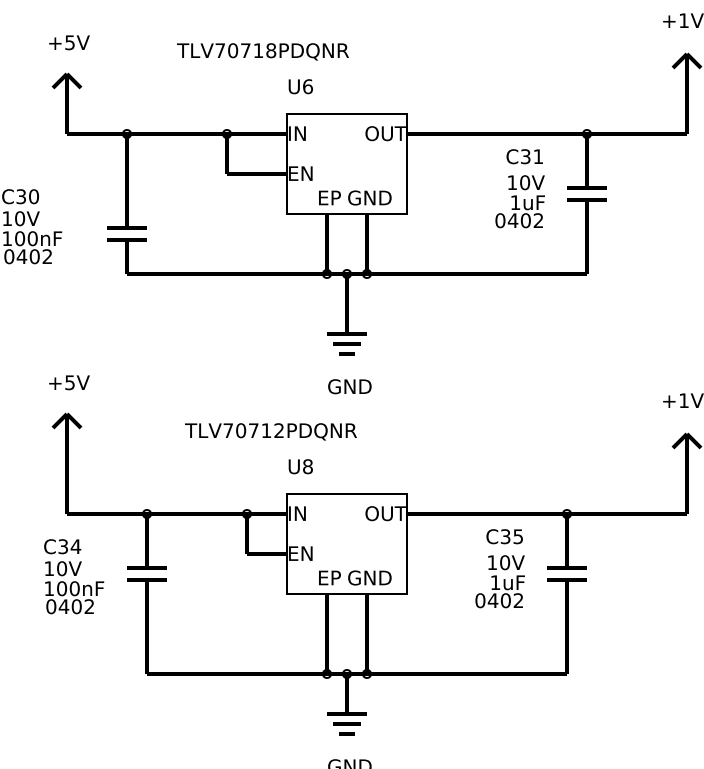 +1V
+5V
TLV70718PDQNR
U6
IN
OUT
EN
EP GND
C31
10V
1uF
0402
C30
10V
100nF
0402
GND
+5V
+1V
TLV70712PDQNR
U8
IN
OUT
EN
EP GND
C35
10V
1uF
0402
C34
10V
100nF
0402
GND